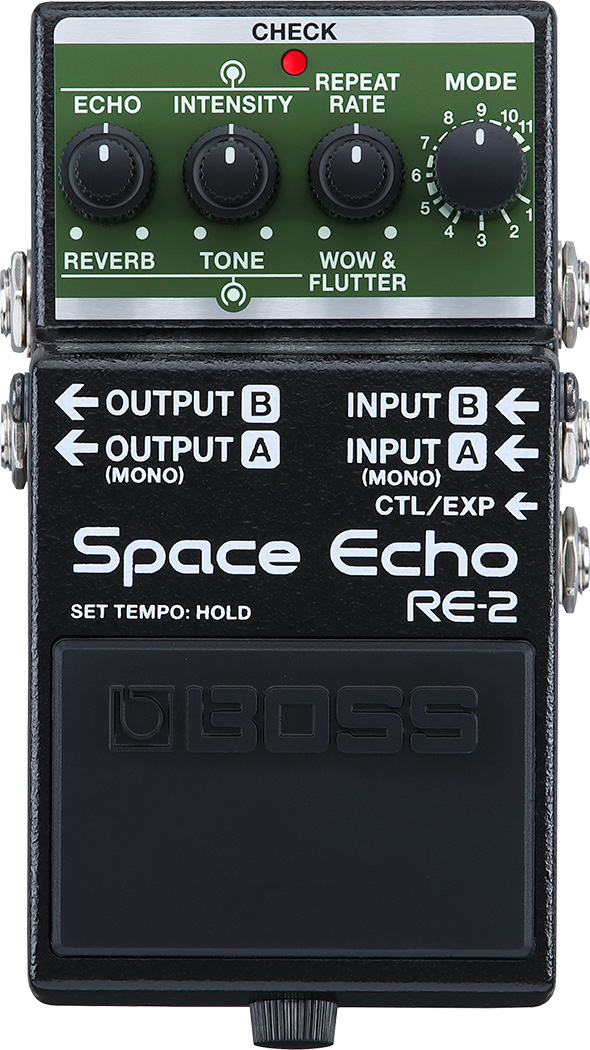 CHECK
ECHO
INTENSITY
REPEAT
RATE
MODE
1
2
3
4
5
6
7
8
9
10
11
REVERB
TONE
WOW &
FLUTTER
OUTPUT B
INPUT B
OUTPUT A
(MONO)
INPUT A
(MONO)
CTL/EXP
Space Echo
SET TEMPO: HOLD
RE-2
BOSS